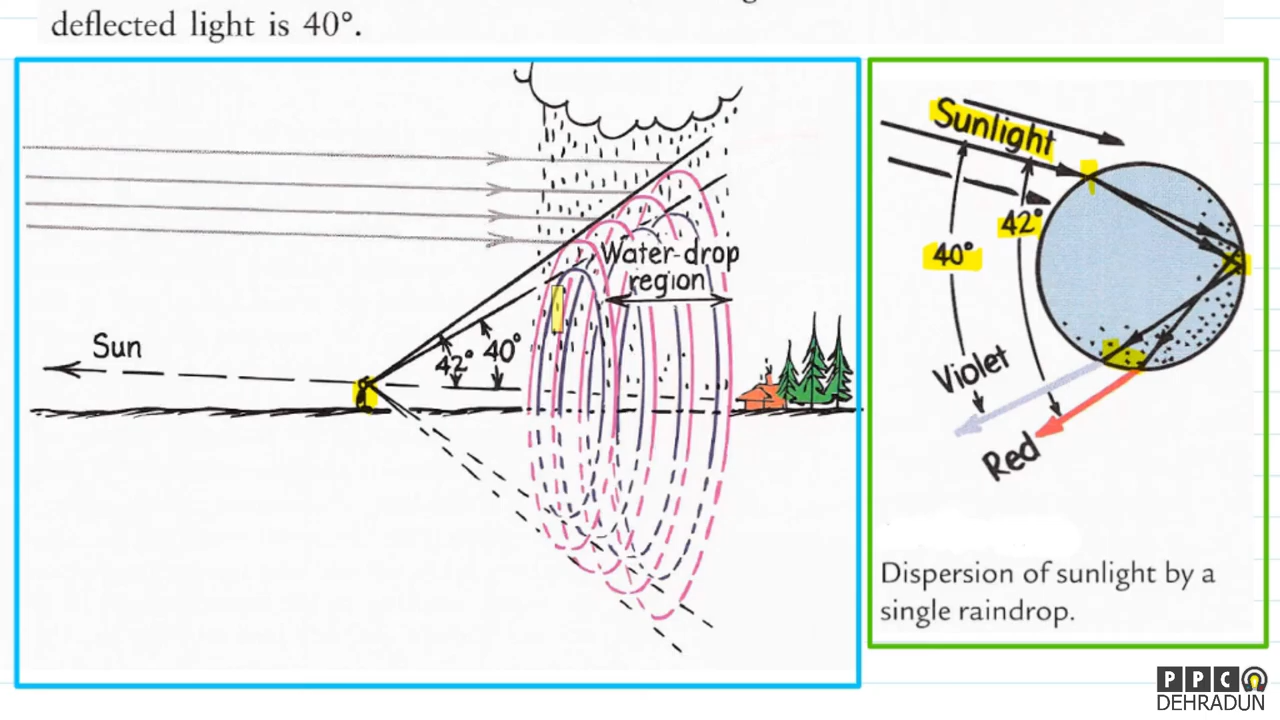 deflected light is 40°.
Sun
42°
40°
Water-drop
region
Sunlight
40°
42°
Violet
Red
Dispersion of sunlight by a
single raindrop.
PPC
DEHRADUN